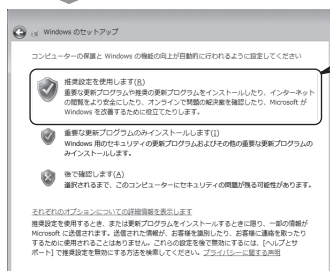 Windows のセットアップ
コンピューターの保護と Windows の機能の向上が自動的に行われるように設定してください
推奨設定を使用します(R)
重要な更新プログラムや推奨の更新プログラムをインストールしたり、インターネット
の閲覧をより安全にしたり、オンラインで問題の解決策を確認したり、Microsoft が
Windows を改善するために役立てたりします。
重要な更新プログラムのみインストールします(I)
Windows 用のセキュリティの更新プログラムおよびその他の重要な更新プログラムの
みインストールします。
後で確認します(A)
選択されるまで、このコンピューターにセキュリティの問題が残る可能性があります。
それぞれのオプションについての詳細情報を表示します
推奨設定を使用するとき、または更新プログラムをインストールするときに限り、一部の情報が
Microsoft に送信されます。送信された情報が、お客様を識別したり、お客様に連絡を取ったり
するために使用されることはありません。これらの設定を後で無効にするには、[ヘルプとサ
ポート] で推奨設定を無効にする方法を検索してください。プライバシーに関する声明